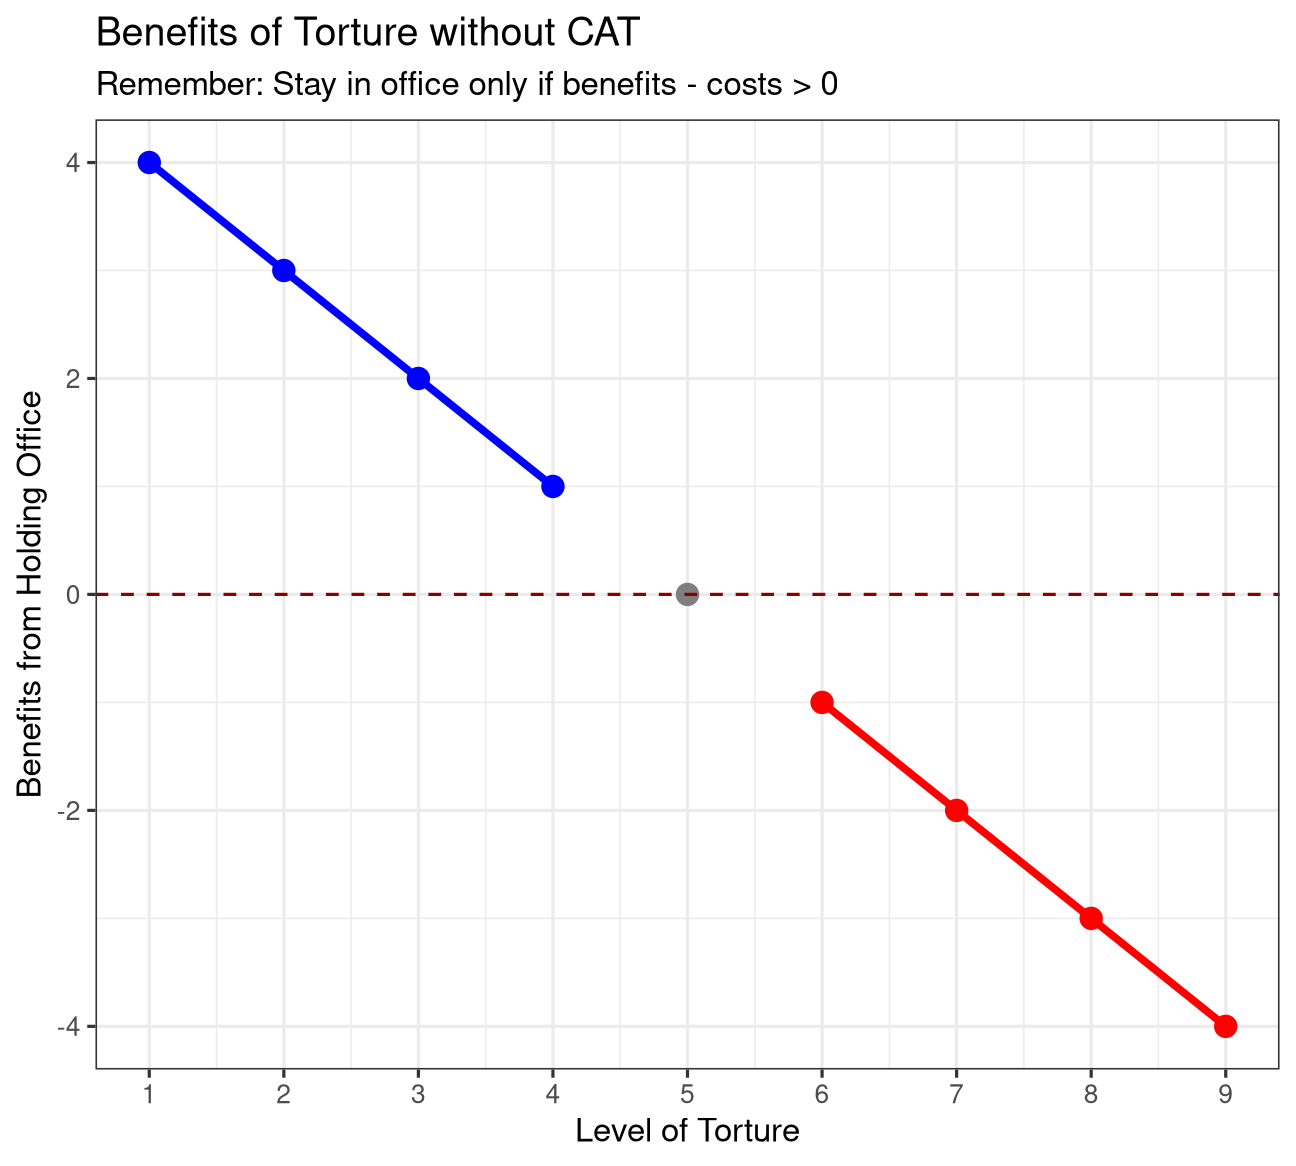 Benefits of Torture without CAT
Remember: Stay in office only if benefits - costs > 0
Benefits from Holding Office
4
2
0
-2
-4
1 2 3 4 5 6 7 8 9
Level of Torture